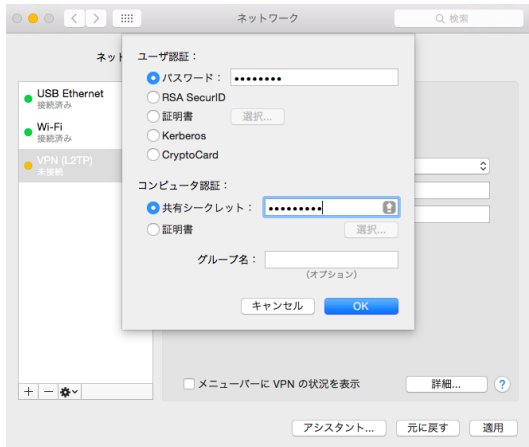 ネットワーク
検索
ネット
ユーザ認証：
パスワード： ••••••••
RSA SecurID
証明書 選択...
Kerberos
CryptoCard
コンピュータ認証：
共有シークレット： •••••••••
証明書 選択...
グループ名：
(オプション)
キャンセル OK
USB Ethernet
接続済み
Wi-Fi
接続済み
VPN (L2TP)
未接続
メニューバーに VPN の状況を表示 詳細... ?
アシスタント... 元に戻す 適用